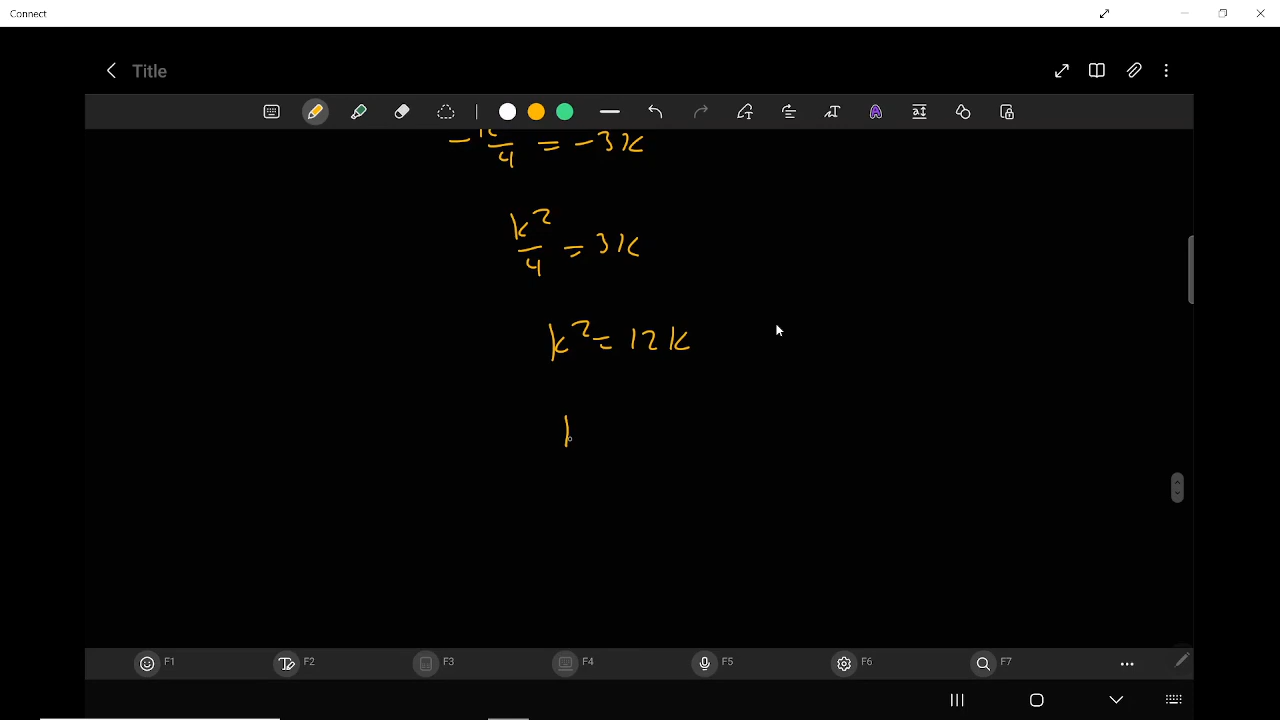 Connect
Title
4 = -3k
k²
4 = 3k
k² = 12k
F1 F2 F3 F4 F5 F6 F7